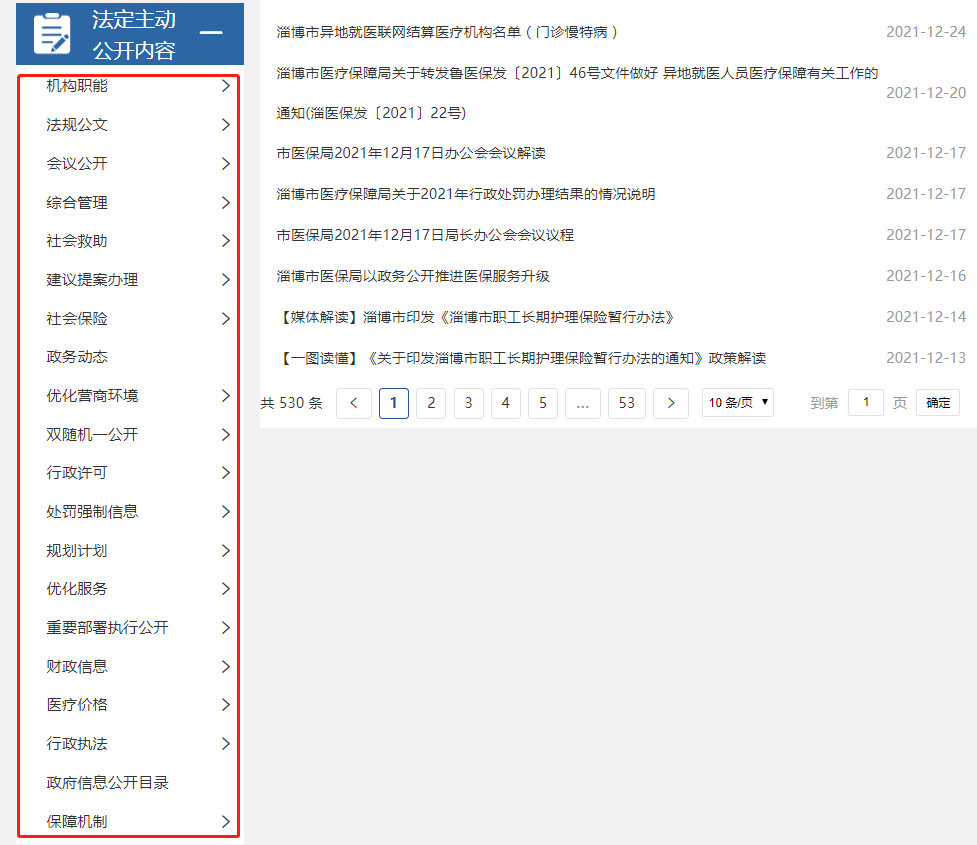 法定主动
公开内容
机构职能
法规公文
会议公开
综合管理
社会救助
建议提案办理
社会保险
政务动态
优化营商环境
双随机一公开
行政许可
处罚强制信息
规划计划
优化服务
重要部署执行公开
财政信息
医疗价格
行政执法
政府信息公开目录
保障机制
淄博市异地就医联网结算医疗机构名单（门诊慢特病） 2021-12-24
淄博市医疗保障局关于转发鲁医保发〔2021〕46号文件做好 异地就医人员医疗保障有关工作的
通知(淄医保发〔2021〕22号) 2021-12-20
市医保局2021年12月17日办公会会议解读 2021-12-17
淄博市医疗保障局关于2021年行政处罚办理结果的情况说明 2021-12-17
市医保局2021年12月17日局长办公会会议议程 2021-12-17
淄博市医保局以政务公开推进医保服务升级 2021-12-16
【媒体解读】淄博市印发《淄博市职工长期护理保险暂行办法》 2021-12-14
【一图读懂】《关于印发淄博市职工长期护理保险暂行办法的通知》政策解读 2021-12-13
共 530 条 < 1 2 3 4 5 ... 53 > 10 条/页 到第 1 页 确定